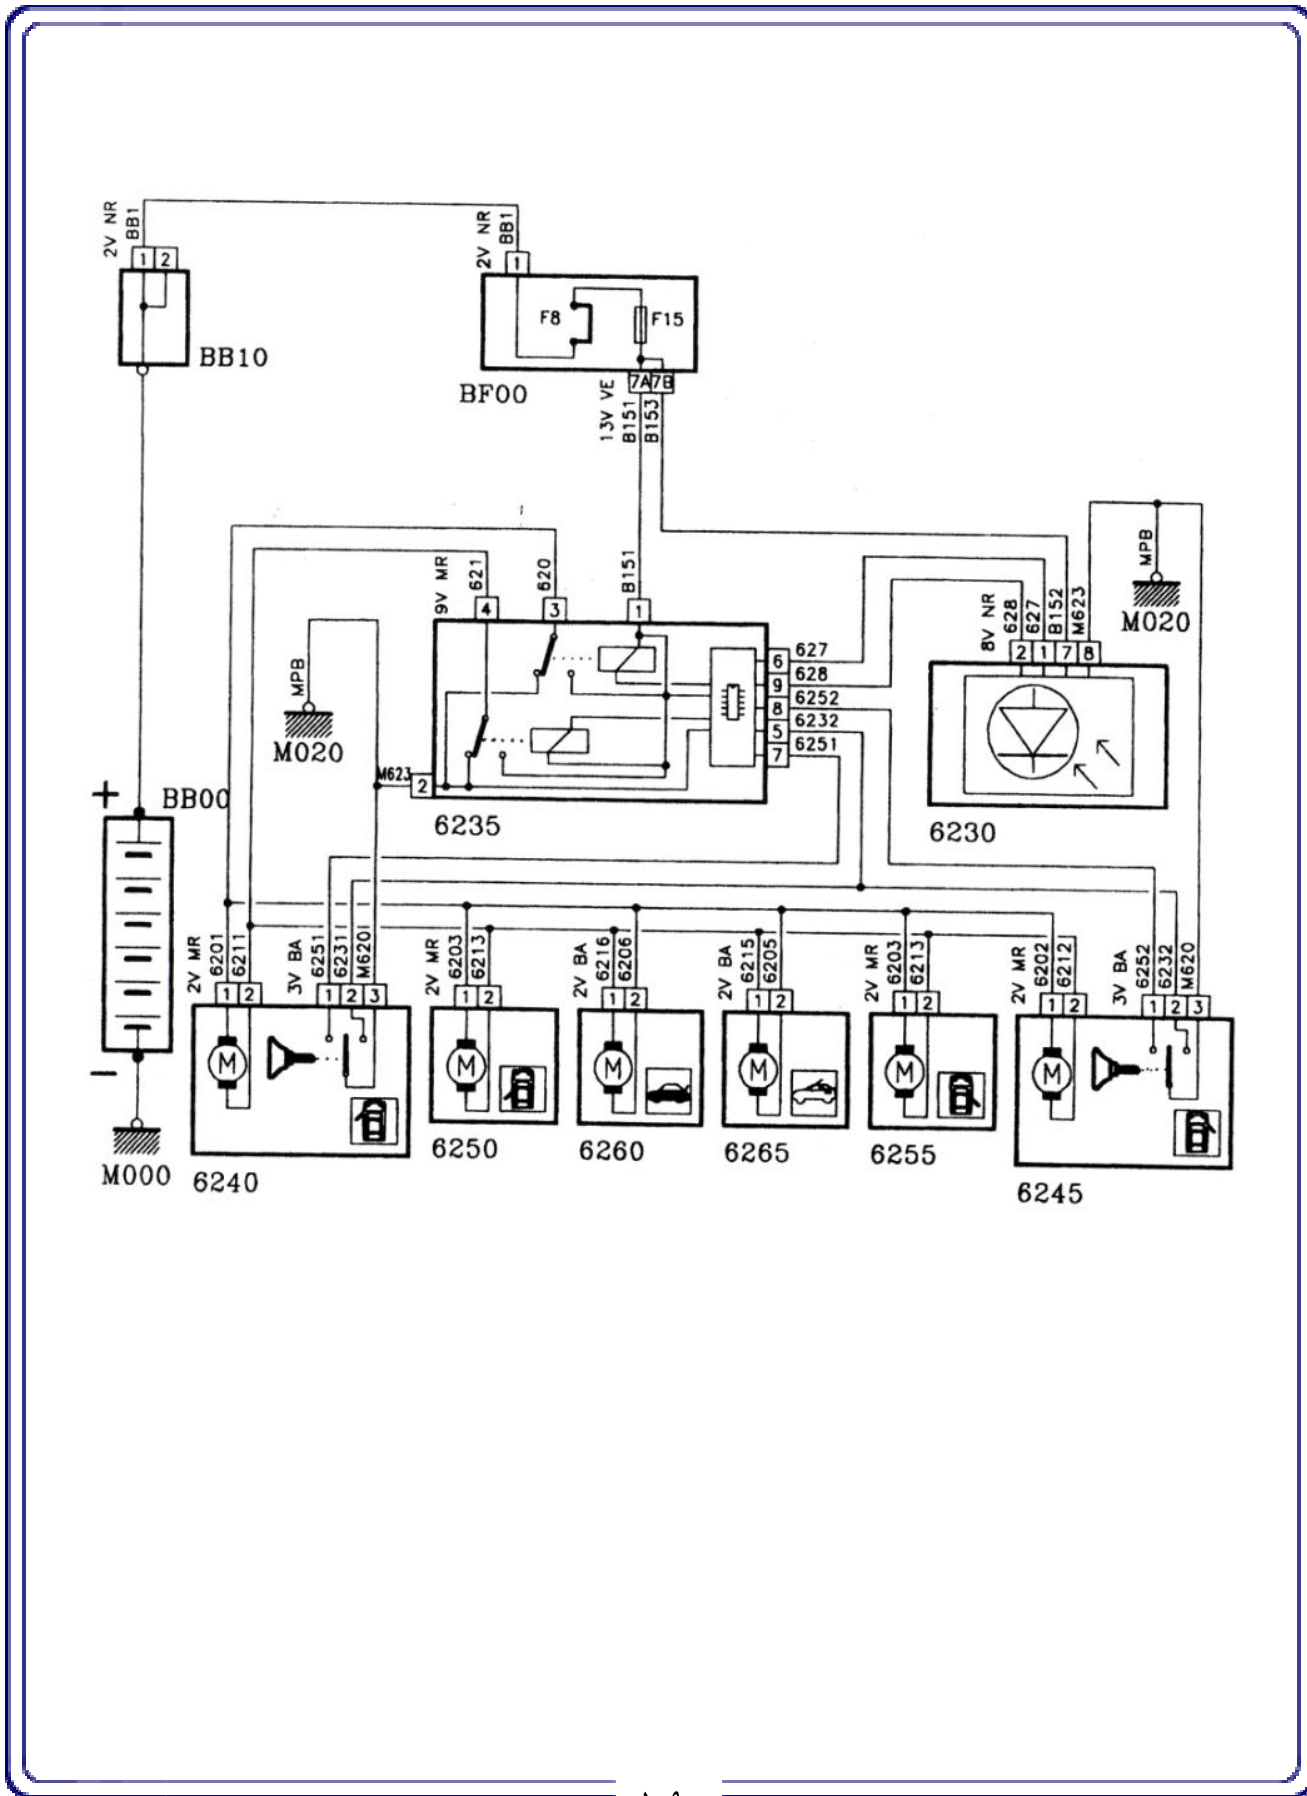 2V NR
BB1
1 2
BB10
2V NR
BB1
1
F8
F15
BF00
7A 7B
13V VE
B151
B153
9V MR
621
620
B151
4
3
1
MPB
M020
M623
2
6235
6 627
9 628
8 6252
5 6232
7 6251
8V NR
628
627
B152
M623
2 1 7 8
6230
MPB
M020
+
BB00
−
M000
2V MR
6201
6211
1 2
3V BA
6251
6231
M620
1 2 3
M
6240
2V MR
6203
6213
1 2
M
6250
2V BA
6216
6206
1 2
M
6260
2V BA
6215
6205
1 2
M
6265
2V MR
6203
6213
1 2
M
6255
2V MR
6202
6212
1 2
3V BA
6252
6232
M620
1 2 3
M
6245